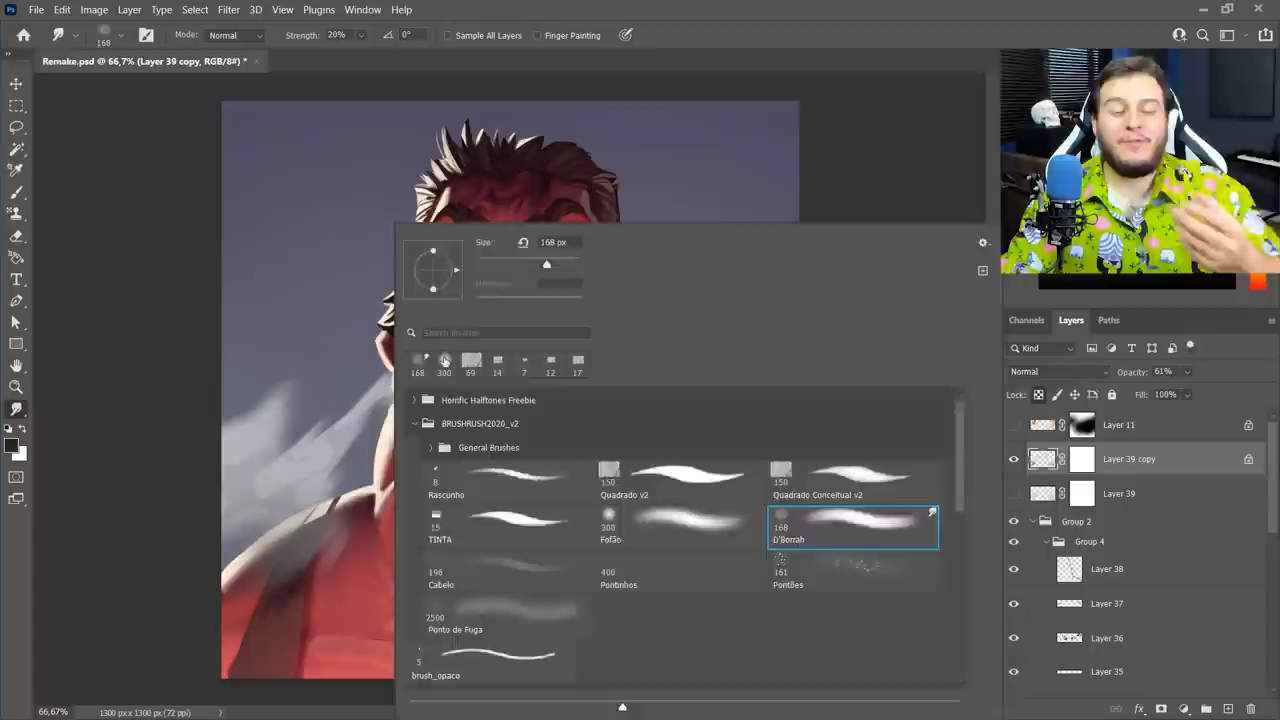 File Edit Image Layer Type Select Filter 3D View Plugins Window Help
168
Mode: Normal Strength: 20% 0° Sample All Layers Finger Painting
Remake.psd @ 66,7% (Layer 39 copy, RGB/8#) *
Size: 168 px
Hardness:
Search Brushes
168 300 69 14 7 12 17
Horrific Halftones Freebie
BRUSHRUSH2020_v2
General Brushes
8
Rascunho
150
Quadrado v2
150
Quadrado Conceitual v2
15
TINTA
300
Fofão
168
D'Borrah
196
Cabelo
400
Pontinhos
161
Pontões
2500
Ponto de Fuga
5
brush_opaco
66,67% 1300 px x 1300 px (72 ppi)
Channels Layers Paths
Kind
Normal Opacity: 61%
Lock: Fill: 100%
Layer 11
Layer 39 copy
Layer 39
Group 2
Group 4
Layer 38
Layer 37
Layer 36
Layer 35